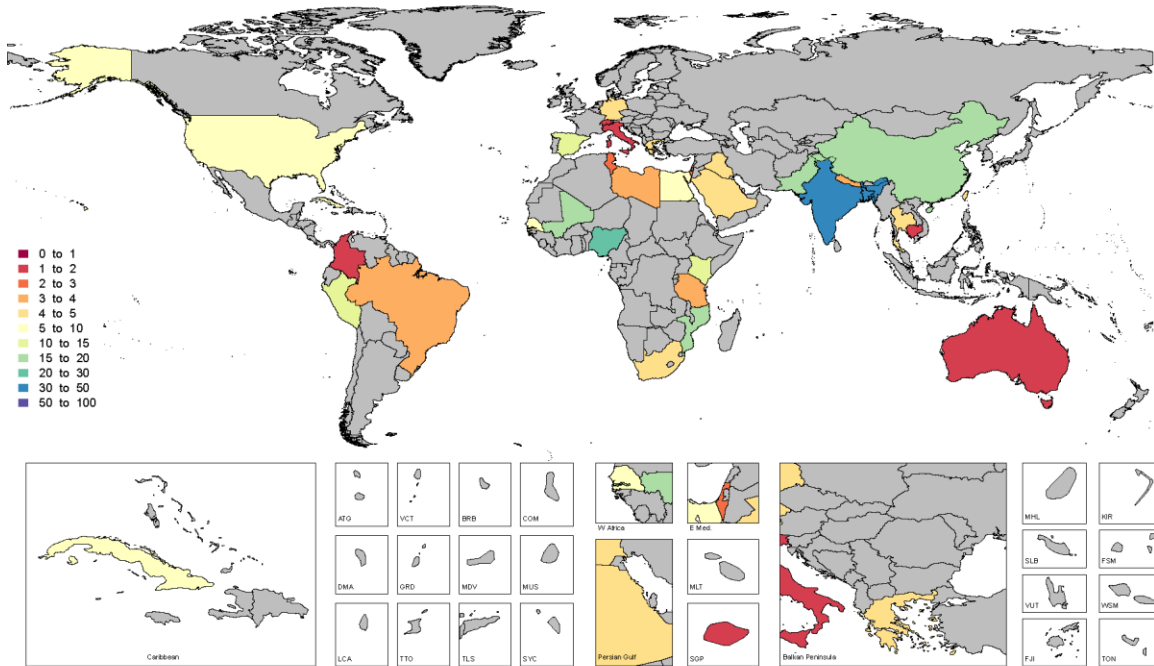 0 to 1
1 to 2
2 to 3
3 to 4
4 to 5
5 to 10
10 to 15
15 to 20
20 to 30
30 to 50
50 to 100
Caribbean
ATG
VCT
BRB
COM
DMA
GRD
MDV
MUS
LCA
TTO
TLS
SYC
W Africa
E Med.
Persian Gulf
MLT
SGP
Balkan Peninsula
MHL
KIR
SLB
FSM
VUT
WSM
FJI
TON